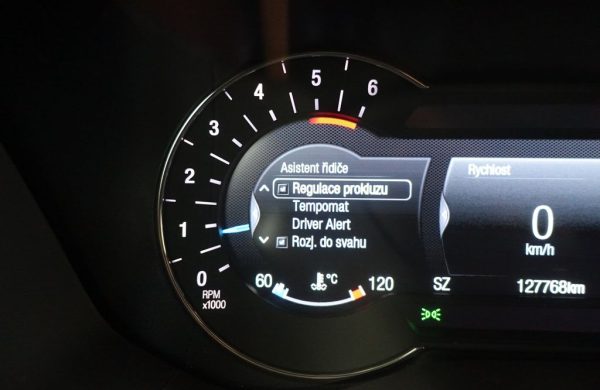 6
5
4
3
2
1
0
RPM
x1000
Asistent řidiče
Regulace prokluzu
Tempomat
Driver Alert
Rozj. do svahu
60 °C 120
Rychlost
0
km/h
SZ 127768km